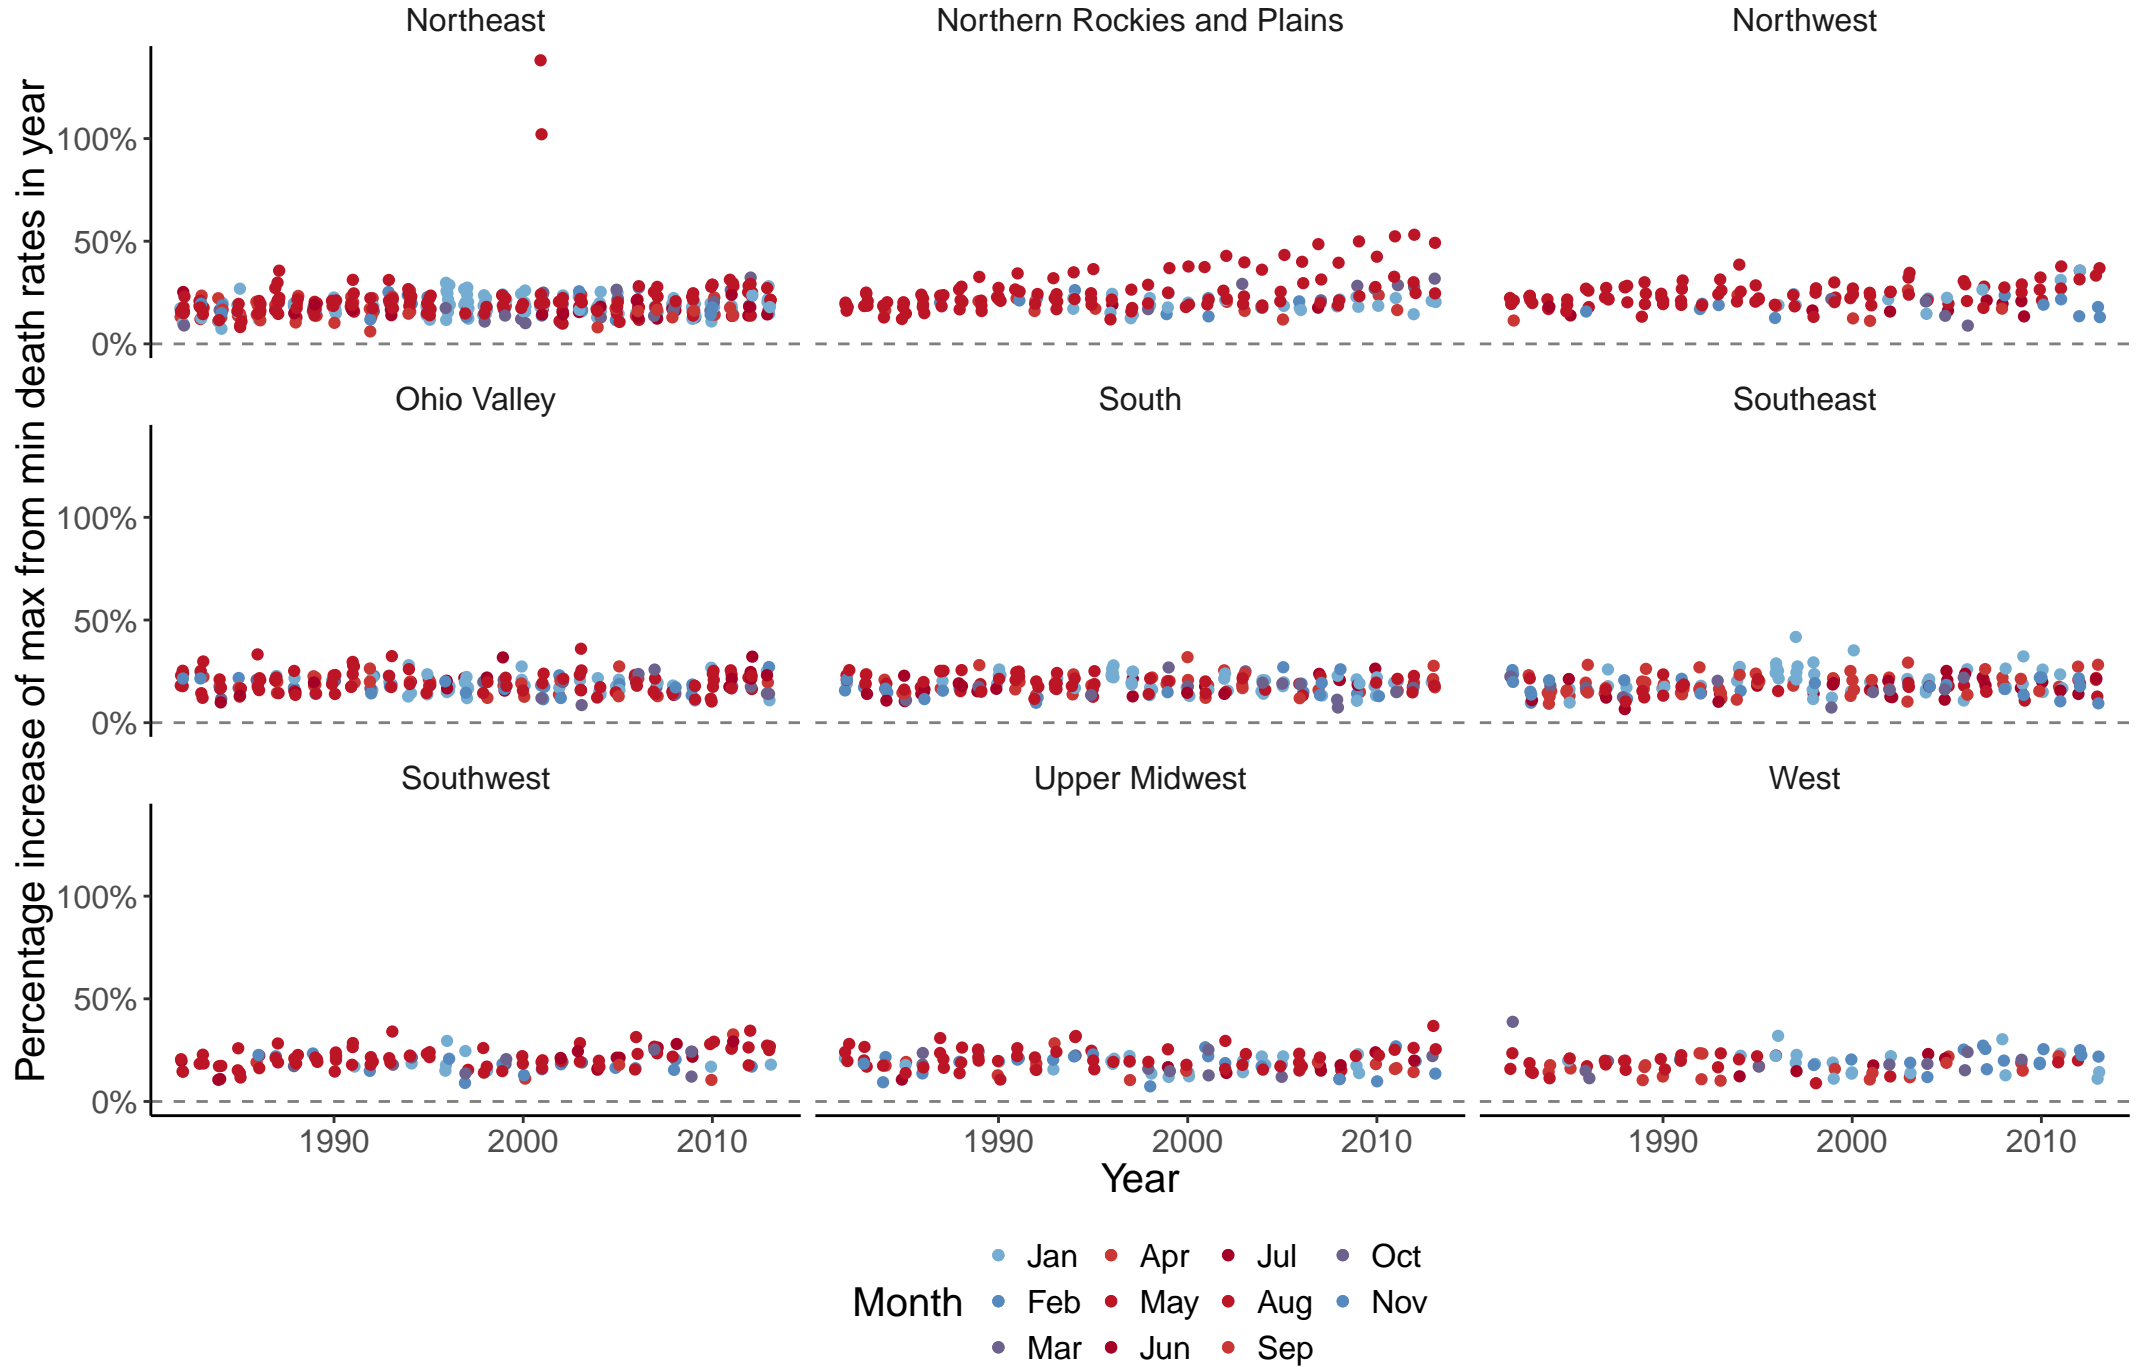 Northeast
Northern Rockies and Plains
Northwest
Percentage increase of max from min death rates in year
100%
50%
0%
Ohio Valley
South
Southeast
100%
50%
0%
Southwest
Upper Midwest
West
100%
50%
0%
1990 2000 2010
1990 2000 2010
1990 2000 2010
Year
Month
Jan Apr Jul Oct
Feb May Aug Nov
Mar Jun Sep